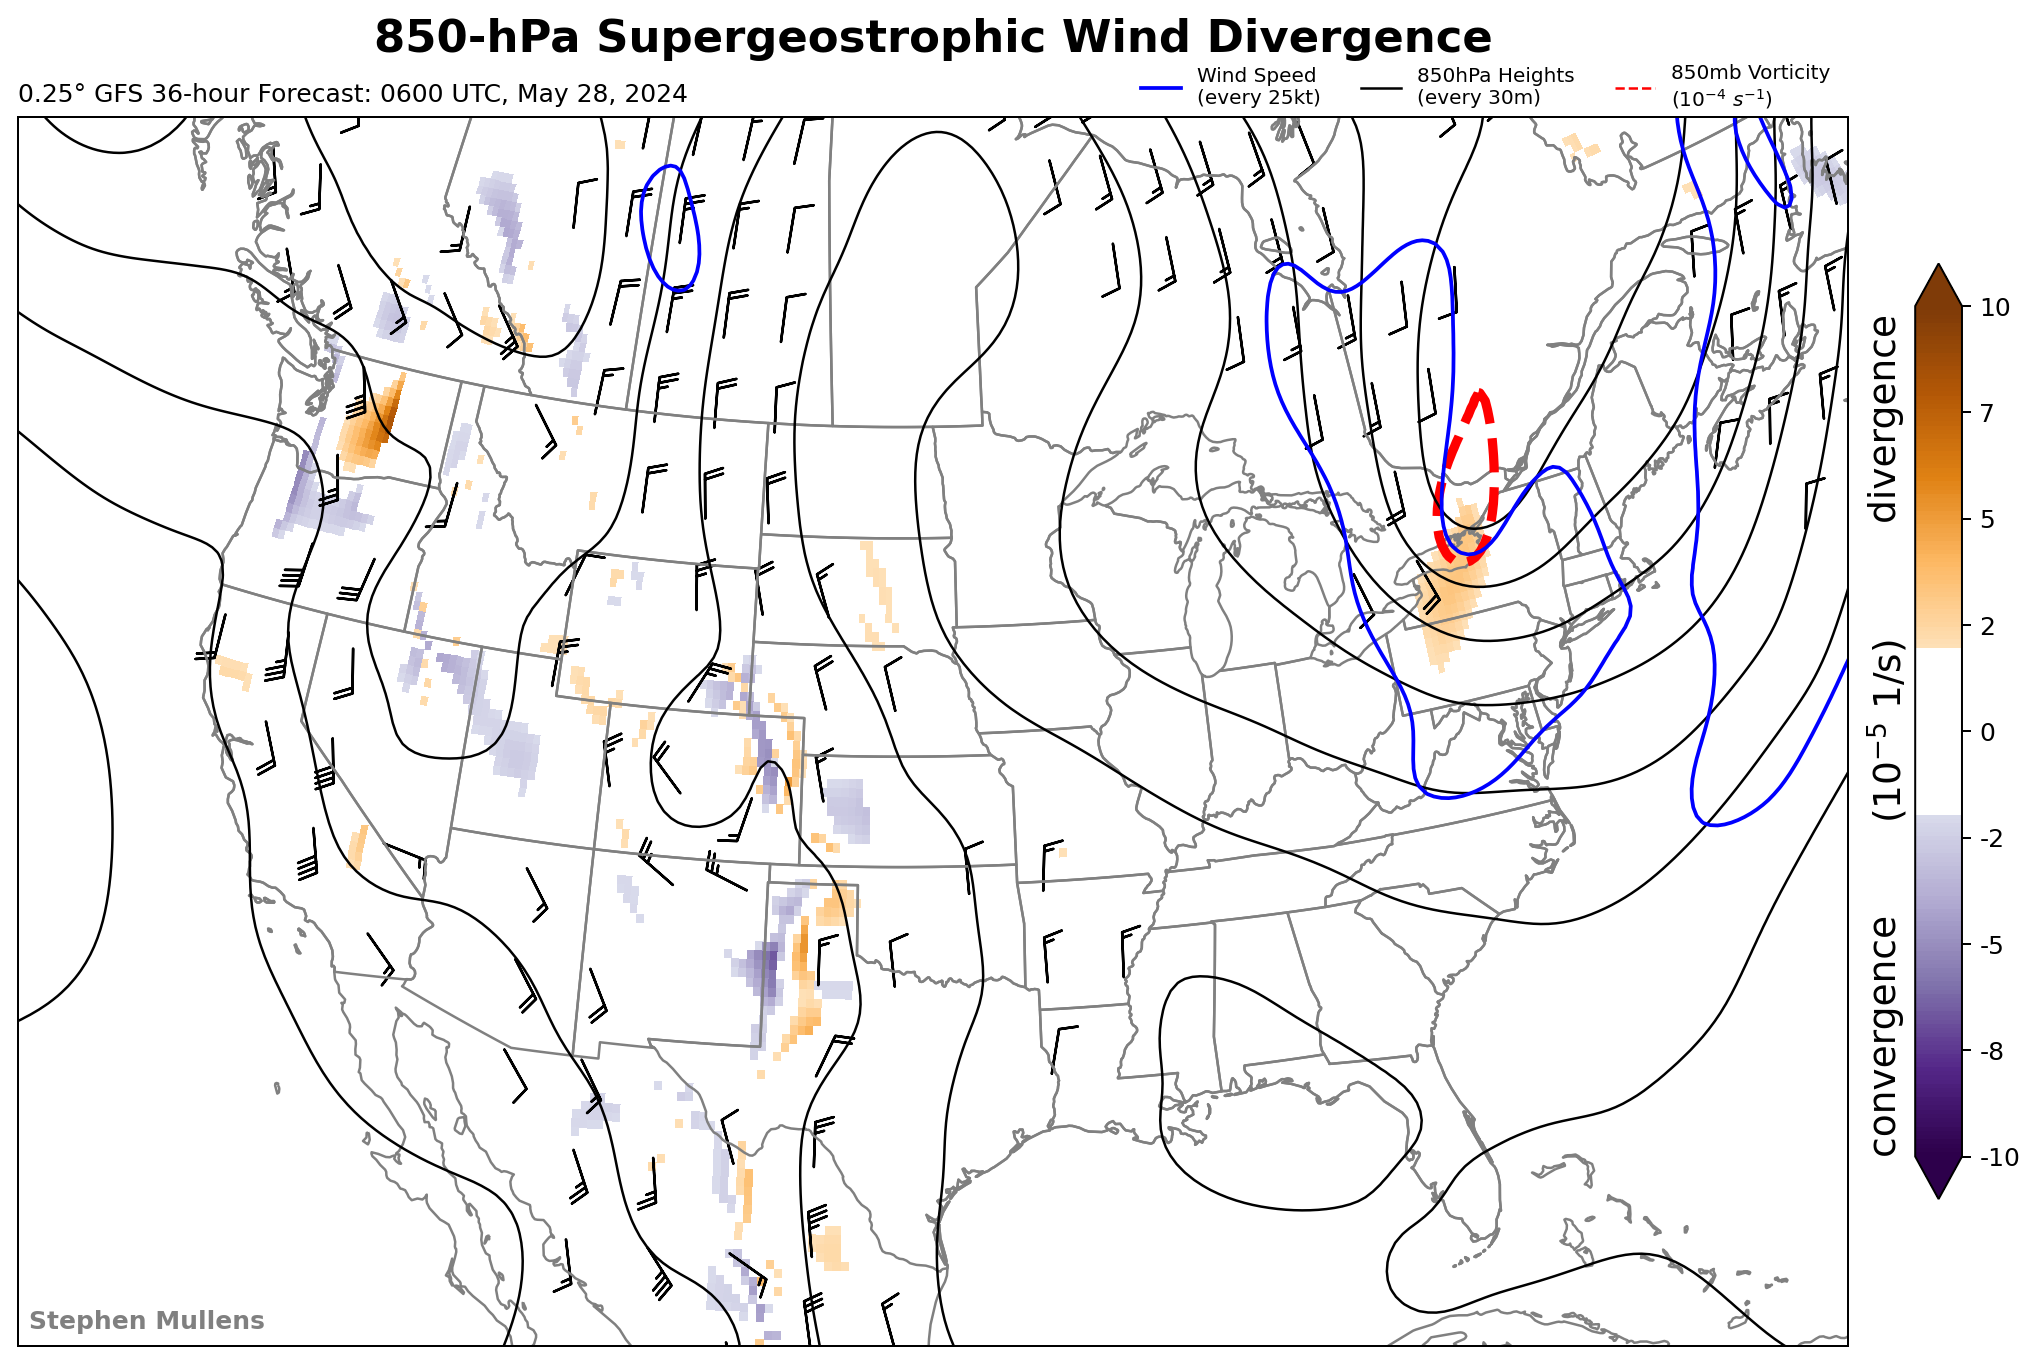 850-hPa Supergeostrophic Wind Divergence
0.25° GFS 36-hour Forecast: 0600 UTC, May 28, 2024
Wind Speed
(every 25kt)
850hPa Heights
(every 30m)
850mb Vorticity
(10⁻⁴ s⁻¹)
10
7
5
2
0
-2
-5
-8
-10
convergence (10⁻⁵ 1/s) divergence
Stephen Mullens